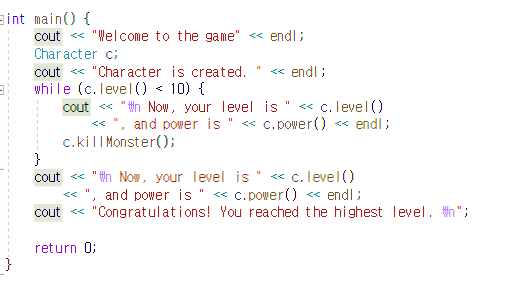 int main() {
cout << "Welcome to the game" << endl;
Character c;
cout << "Character is created. " << endl;
while (c.level() < 10) {
cout << "₩n Now, your level is " << c.level()
<< ", and power is " << c.power() << endl;
c.killMonster();
}
cout << "₩n Now, your level is " << c.level()
<< ", and power is " << c.power() << endl;
cout << "Congratulations! You reached the highest level. ₩n";
return 0;
}